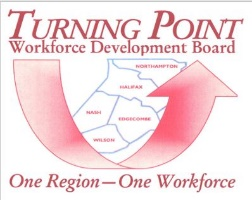 TURNING POINT
Workforce Development Board
NORTHAMPTON
HALIFAX
NASH
EDGECOMBE
WILSON
One Region—One Workforce